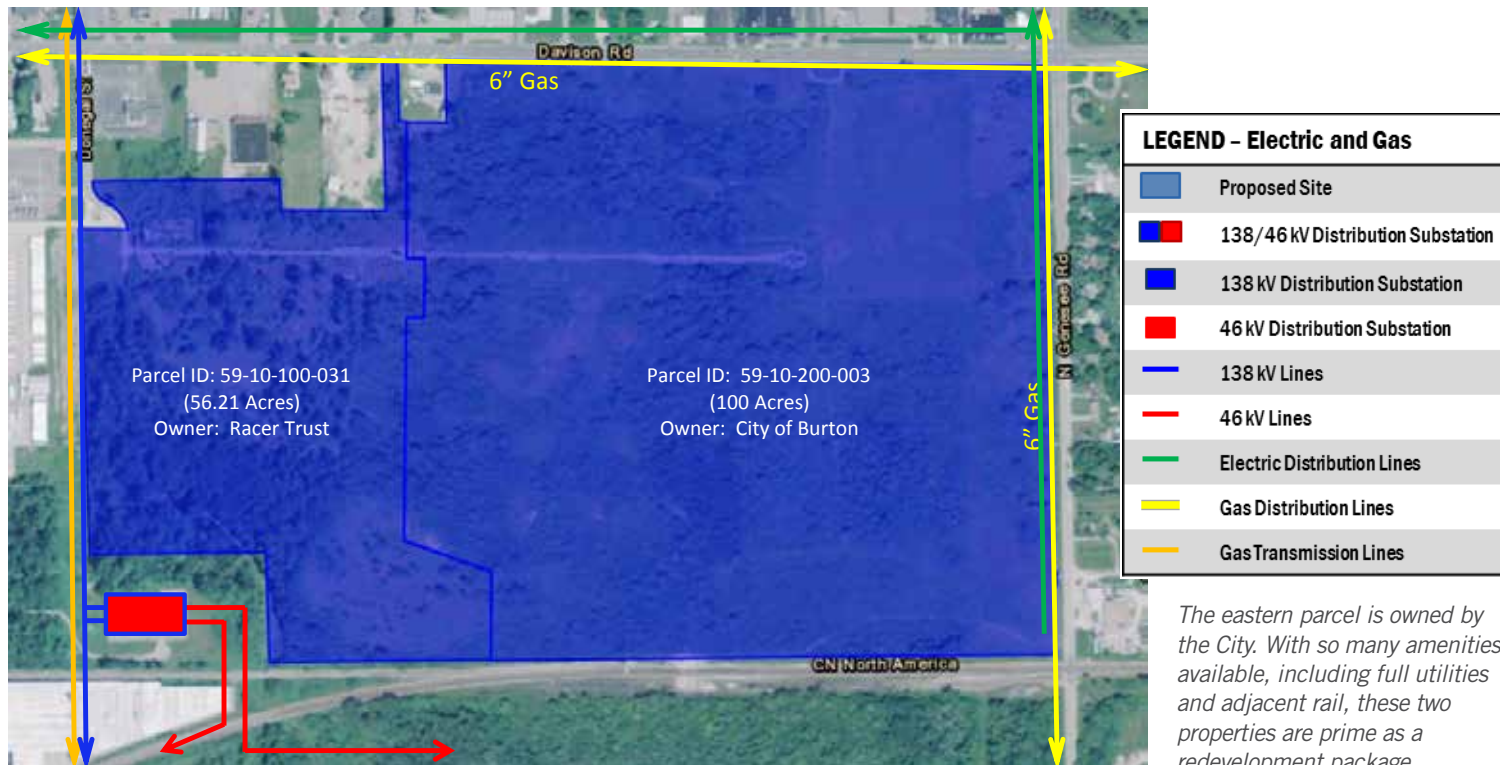 Davison Rd
6” Gas
Donegal S
Parcel ID: 59-10-100-031
(56.21 Acres)
Owner: Racer Trust
Parcel ID: 59-10-200-003
(100 Acres)
Owner: City of Burton
6” Gas
N Genesee Rd
CN North America
LEGEND – Electric and Gas
Proposed Site
138/46 kV Distribution Substation
138 kV Distribution Substation
46 kV Distribution Substation
138 kV Lines
46 kV Lines
Electric Distribution Lines
Gas Distribution Lines
Gas Transmission Lines
The eastern parcel is owned by
the City. With so many amenities
available, including full utilities
and adjacent rail, these two
properties are prime as a
redevelopment package